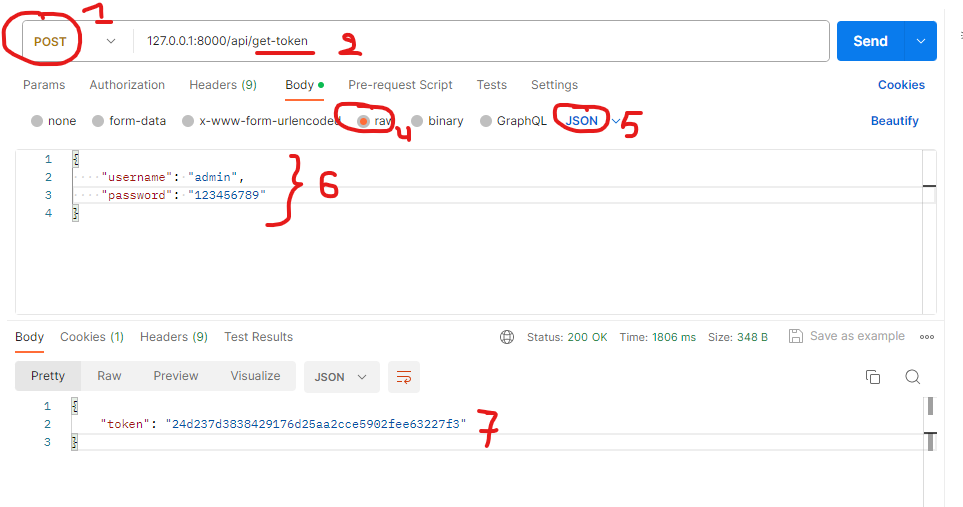 1
POST 127.0.0.1:8000/api/get-token 2 Send
Params Authorization Headers (9) Body Pre-request Script Tests Settings Cookies
none form-data x-www-form-urlencoded raw 4 binary GraphQL JSON 5 Beautify
1 {
2 "username": "admin",
3 "password": "123456789"
4 }
6
Body Cookies (1) Headers (9) Test Results Status: 200 OK Time: 1806 ms Size: 348 B Save as example
Pretty Raw Preview Visualize JSON
1 {
2 "token": "24d237d3838429176d25aa2cce5902fee63227f3"
3 }
7